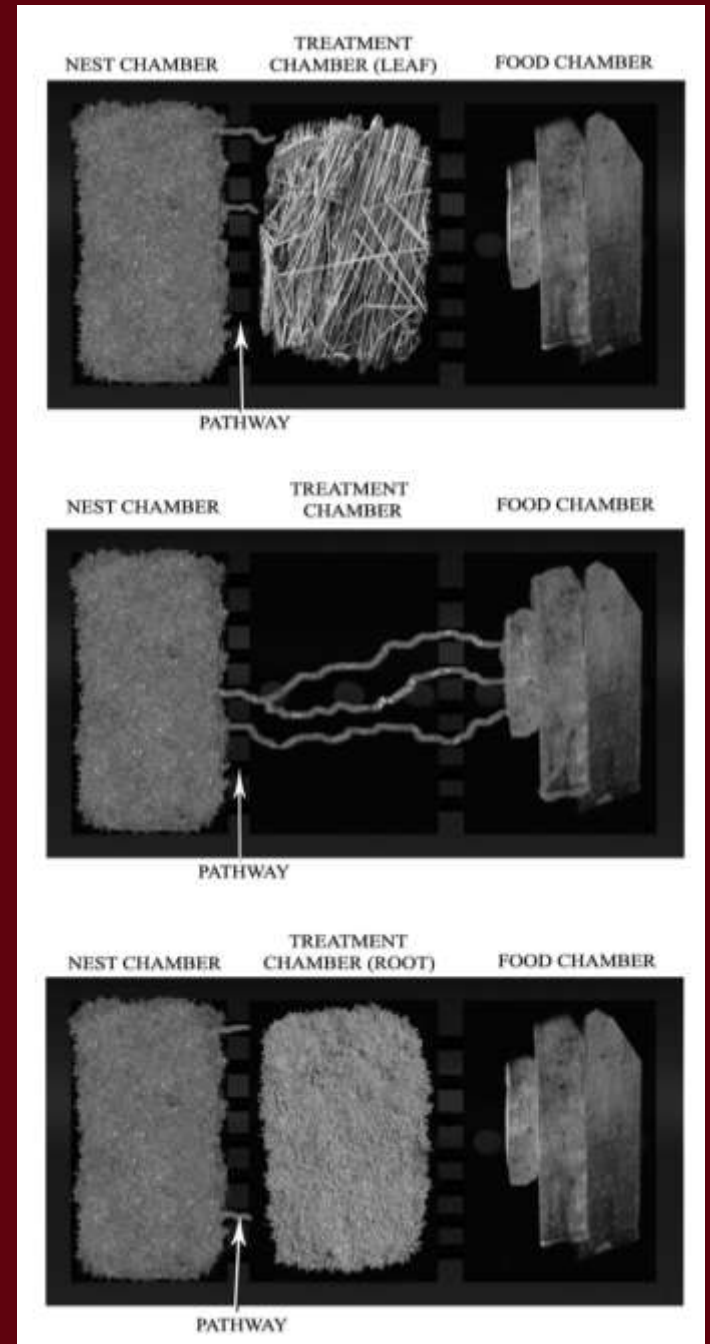 NEST CHAMBER
TREATMENT
CHAMBER (LEAF)
FOOD CHAMBER
PATHWAY
NEST CHAMBER
TREATMENT
CHAMBER
FOOD CHAMBER
PATHWAY
NEST CHAMBER
TREATMENT
CHAMBER (ROOT)
FOOD CHAMBER
PATHWAY